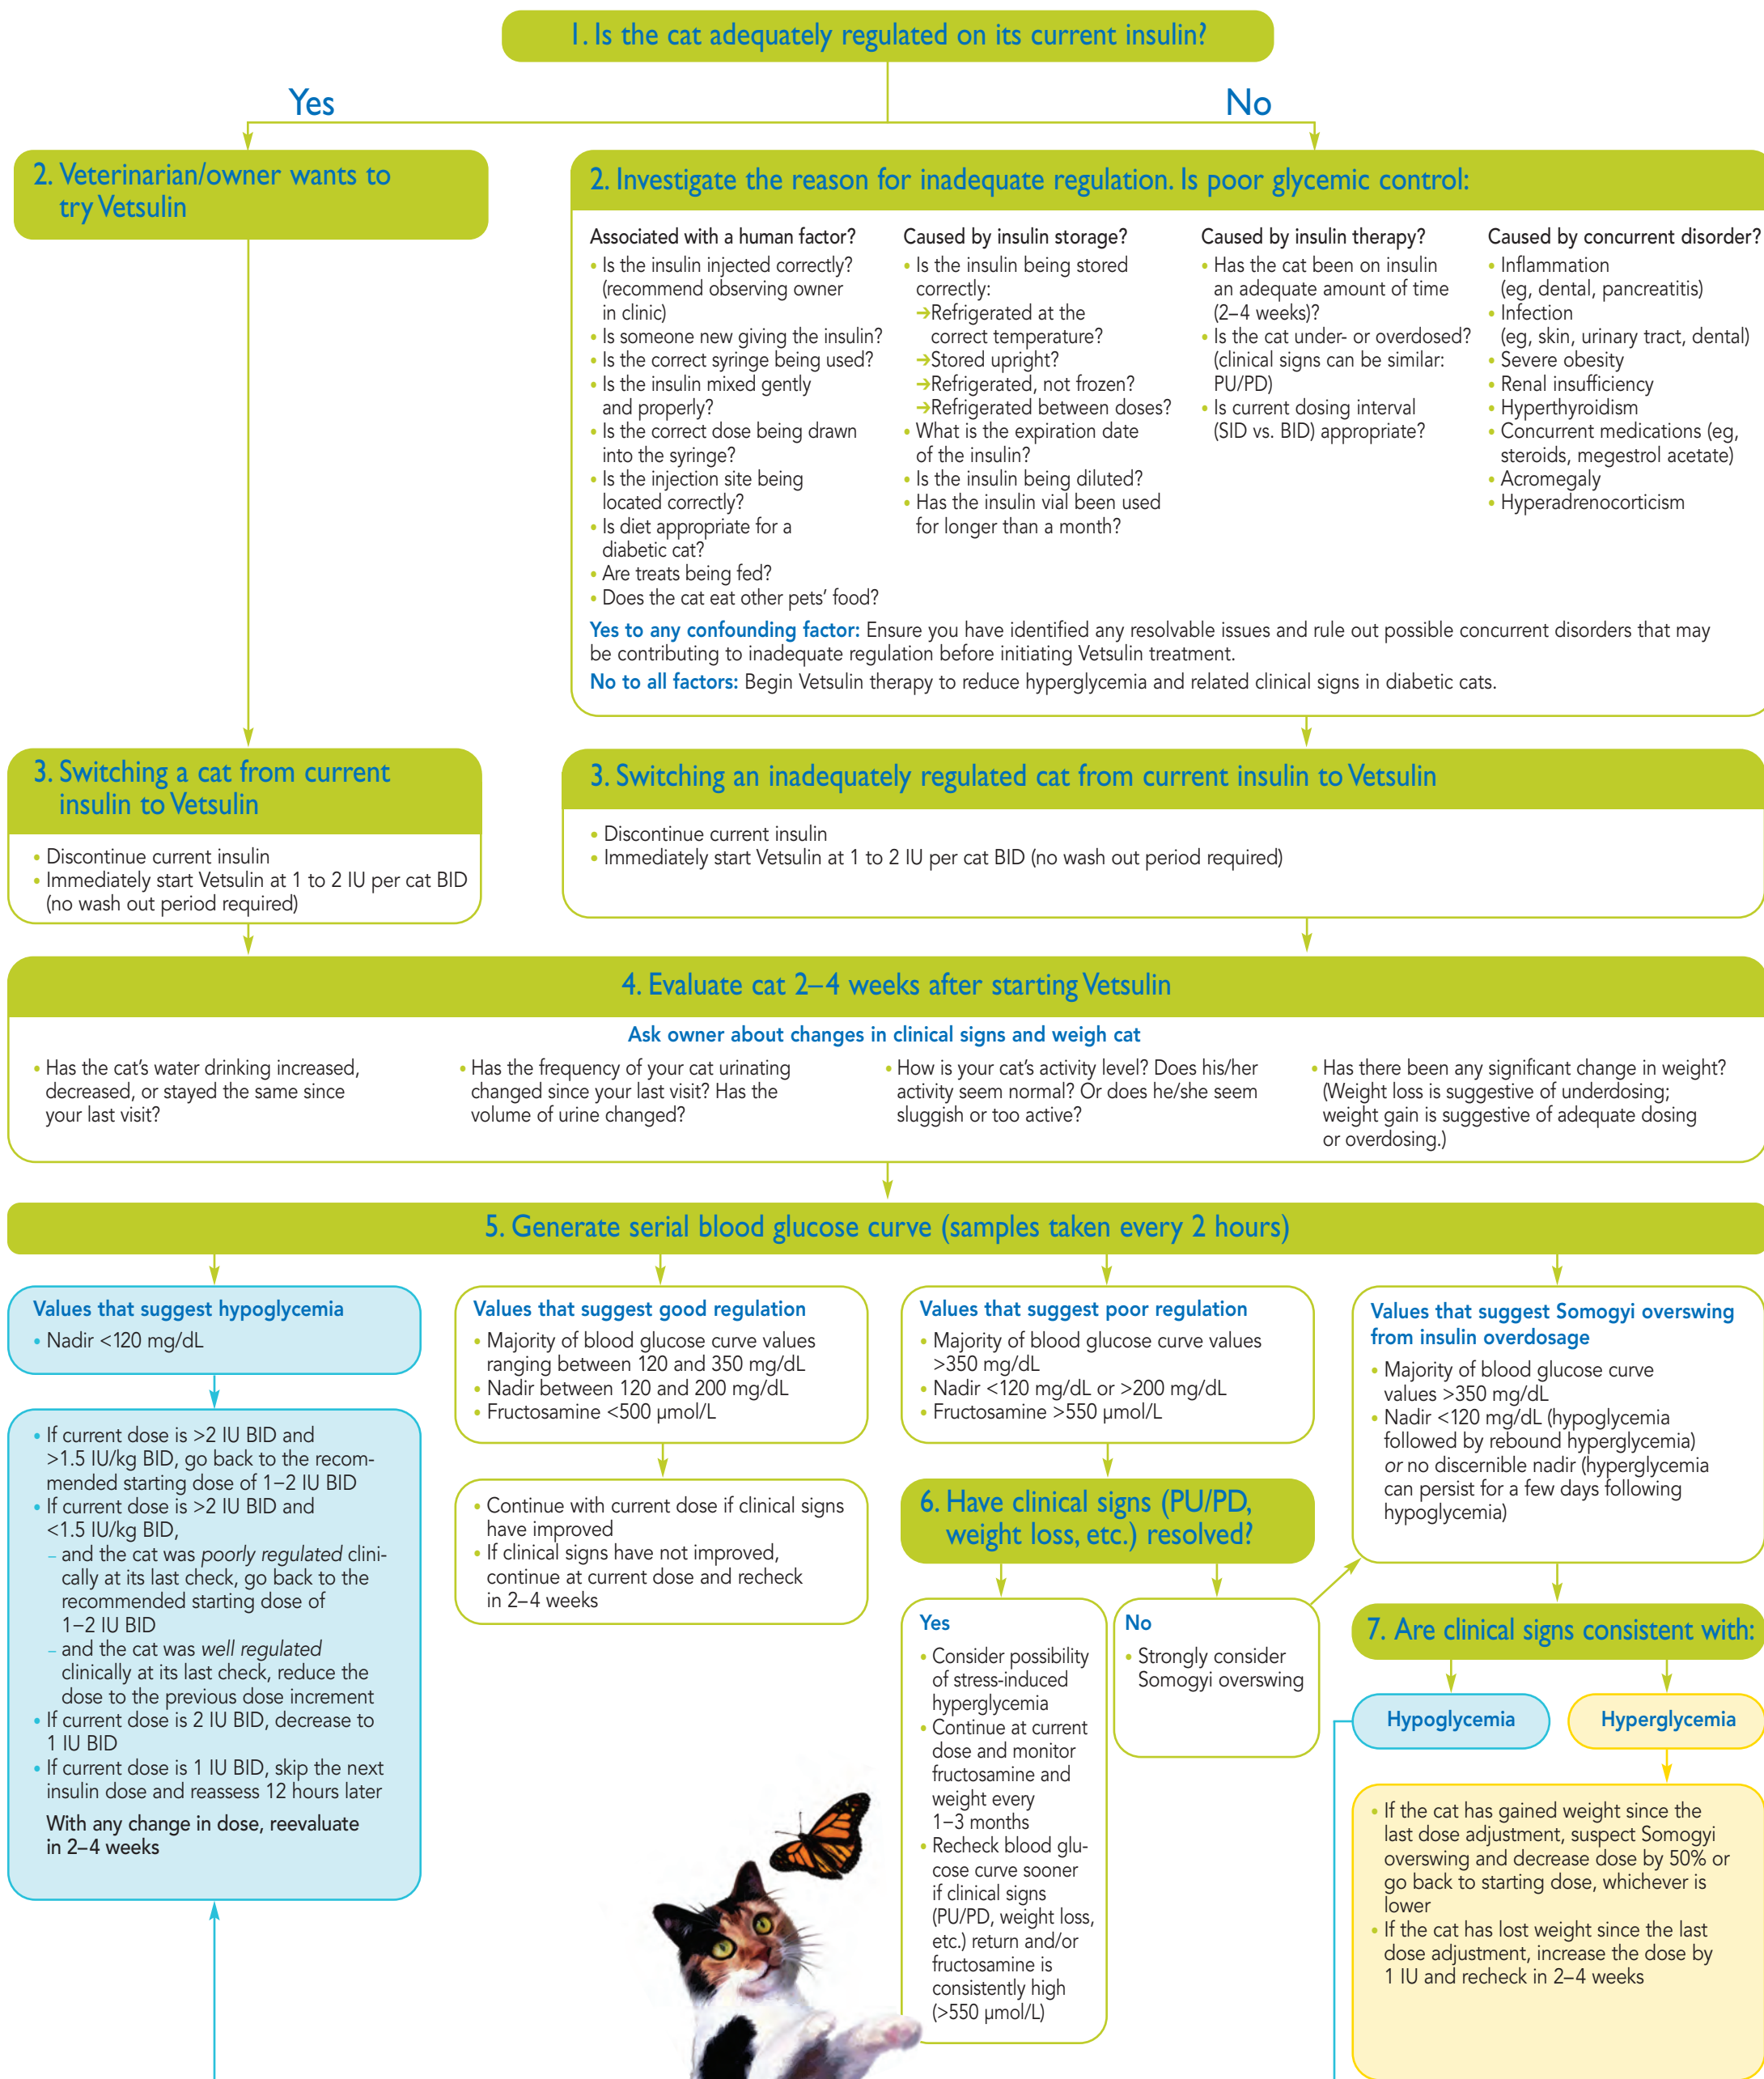 1. Is the cat adequately regulated on its current insulin?
Yes
No
2. Veterinarian/owner wants to
try Vetsulin
2. Investigate the reason for inadequate regulation. Is poor glycemic control:
Associated with a human factor?
• Is the insulin injected correctly?
(recommend observing owner
in clinic)
• Is someone new giving the insulin?
• Is the correct syringe being used?
• Is the insulin mixed gently
and properly?
• Is the correct dose being drawn
into the syringe?
• Is the injection site being
located correctly?
• Is diet appropriate for a
diabetic cat?
• Are treats being fed?
• Does the cat eat other pets' food?
Caused by insulin storage?
• Is the insulin being stored
correctly:
➔Refrigerated at the
correct temperature?
➔Stored upright?
➔Refrigerated, not frozen?
➔Refrigerated between doses?
• What is the expiration date
of the insulin?
• Is the insulin being diluted?
• Has the insulin vial been used
for longer than a month?
Caused by insulin therapy?
• Has the cat been on insulin
an adequate amount of time
(2–4 weeks)?
• Is the cat under- or overdosed?
(clinical signs can be similar:
PU/PD)
• Is current dosing interval
(SID vs. BID) appropriate?
Caused by concurrent disorder?
• Inflammation
(eg, dental, pancreatitis)
• Infection
(eg, skin, urinary tract, dental)
• Severe obesity
• Renal insufficiency
• Hyperthyroidism
• Concurrent medications (eg,
steroids, megestrol acetate)
• Acromegaly
• Hyperadrenocorticism
Yes to any confounding factor: Ensure you have identified any resolvable issues and rule out possible concurrent disorders that may
be contributing to inadequate regulation before initiating Vetsulin treatment.
No to all factors: Begin Vetsulin therapy to reduce hyperglycemia and related clinical signs in diabetic cats.
3. Switching a cat from current
insulin to Vetsulin
• Discontinue current insulin
• Immediately start Vetsulin at 1 to 2 IU per cat BID
(no wash out period required)
3. Switching an inadequately regulated cat from current insulin to Vetsulin
• Discontinue current insulin
• Immediately start Vetsulin at 1 to 2 IU per cat BID (no wash out period required)
4. Evaluate cat 2–4 weeks after starting Vetsulin
Ask owner about changes in clinical signs and weigh cat
• Has the cat's water drinking increased,
decreased, or stayed the same since
your last visit?
• Has the frequency of your cat urinating
changed since your last visit? Has the
volume of urine changed?
• How is your cat's activity level? Does his/her
activity seem normal? Or does he/she seem
sluggish or too active?
• Has there been any significant change in weight?
(Weight loss is suggestive of underdosing;
weight gain is suggestive of adequate dosing
or overdosing.)
5. Generate serial blood glucose curve (samples taken every 2 hours)
Values that suggest hypoglycemia
• Nadir <120 mg/dL
• If current dose is >2 IU BID and
>1.5 IU/kg BID, go back to the recom-
mended starting dose of 1–2 IU BID
• If current dose is >2 IU BID and
<1.5 IU/kg BID,
– and the cat was poorly regulated clini-
cally at its last check, go back to the
recommended starting dose of
1–2 IU BID
– and the cat was well regulated
clinically at its last check, reduce the
dose to the previous dose increment
• If current dose is 2 IU BID, decrease to
1 IU BID
• If current dose is 1 IU BID, skip the next
insulin dose and reassess 12 hours later
With any change in dose, reevaluate
in 2–4 weeks
Values that suggest good regulation
• Majority of blood glucose curve values
ranging between 120 and 350 mg/dL
• Nadir between 120 and 200 mg/dL
• Fructosamine <500 µmol/L
• Continue with current dose if clinical signs
have improved
• If clinical signs have not improved,
continue at current dose and recheck
in 2–4 weeks
Values that suggest poor regulation
• Majority of blood glucose curve values
>350 mg/dL
• Nadir <120 mg/dL or >200 mg/dL
• Fructosamine >550 µmol/L
6. Have clinical signs (PU/PD,
weight loss, etc.) resolved?
Yes
• Consider possibility
of stress-induced
hyperglycemia
• Continue at current
dose and monitor
fructosamine and
weight every
1–3 months
• Recheck blood glu-
cose curve sooner
if clinical signs
(PU/PD, weight loss,
etc.) return and/or
fructosamine is
consistently high
(>550 µmol/L)
No
• Strongly consider
Somogyi overswing
Values that suggest Somogyi overswing
from insulin overdosage
• Majority of blood glucose curve
values >350 mg/dL
• Nadir <120 mg/dL (hypoglycemia
followed by rebound hyperglycemia)
or no discernible nadir (hyperglycemia
can persist for a few days following
hypoglycemia)
7. Are clinical signs consistent with:
Hypoglycemia
Hyperglycemia
• If the cat has gained weight since the
last dose adjustment, suspect Somogyi
overswing and decrease dose by 50% or
go back to starting dose, whichever is
lower
• If the cat has lost weight since the last
dose adjustment, increase the dose by
1 IU and recheck in 2–4 weeks